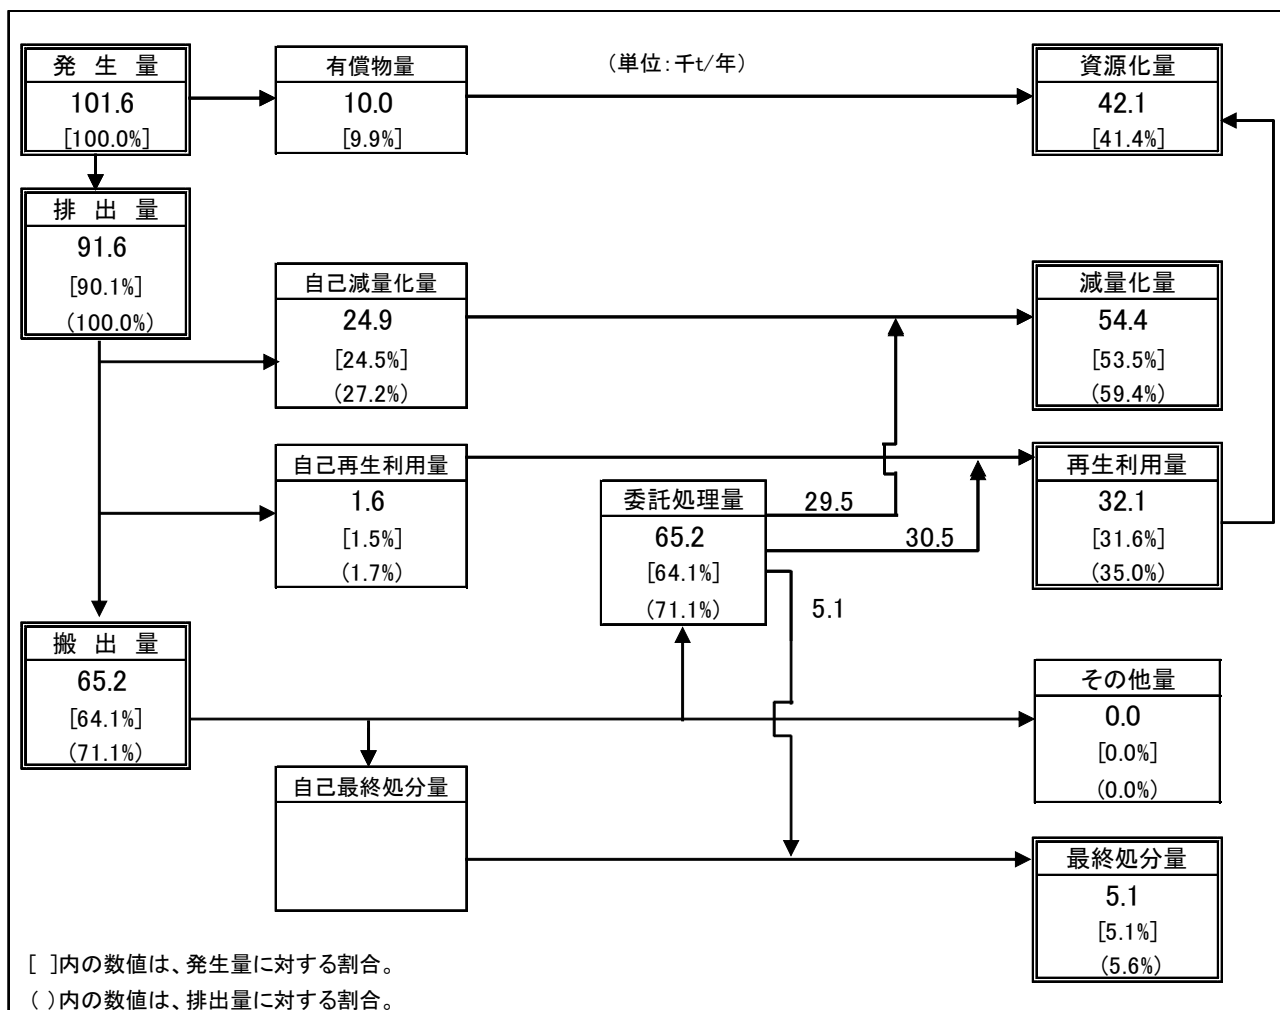 発 生 量
101.6
[100.0%]
有償物量
10.0
[9.9%]
(単位:千t/年)
資源化量
42.1
[41.4%]
排 出 量
91.6
[90.1%]
(100.0%)
自己減量化量
24.9
[24.5%]
(27.2%)
減量化量
54.4
[53.5%]
(59.4%)
自己再生利用量
1.6
[1.5%]
(1.7%)
委託処理量
65.2
[64.1%]
(71.1%)
29.5
30.5
5.1
再生利用量
32.1
[31.6%]
(35.0%)
搬 出 量
65.2
[64.1%]
(71.1%)
その他量
0.0
[0.0%]
(0.0%)
自己最終処分量
最終処分量
5.1
[5.1%]
(5.6%)
[ ]内の数値は、発生量に対する割合。
( )内の数値は、排出量に対する割合。